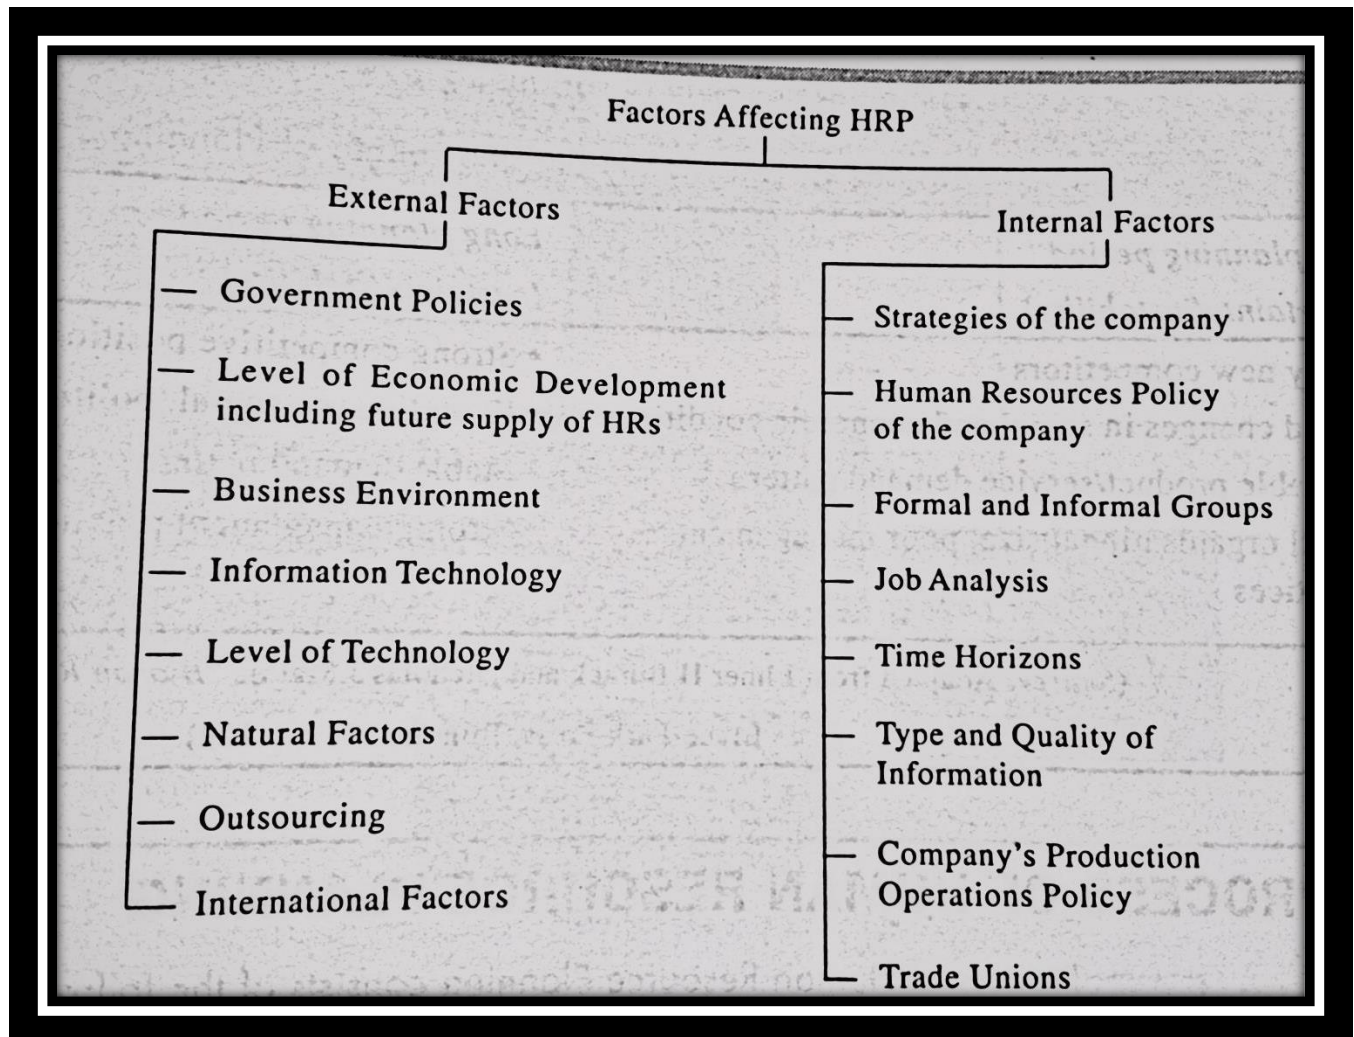 Factors Affecting HRP
External Factors
Government Policies
Level of Economic Development
including future supply of HRs
Business Environment
Information Technology
Level of Technology
Natural Factors
Outsourcing
International Factors
Internal Factors
Strategies of the company
Human Resources Policy
of the company
Formal and Informal Groups
Job Analysis
Time Horizons
Type and Quality of
Information
Company's Production
Operations Policy
Trade Unions